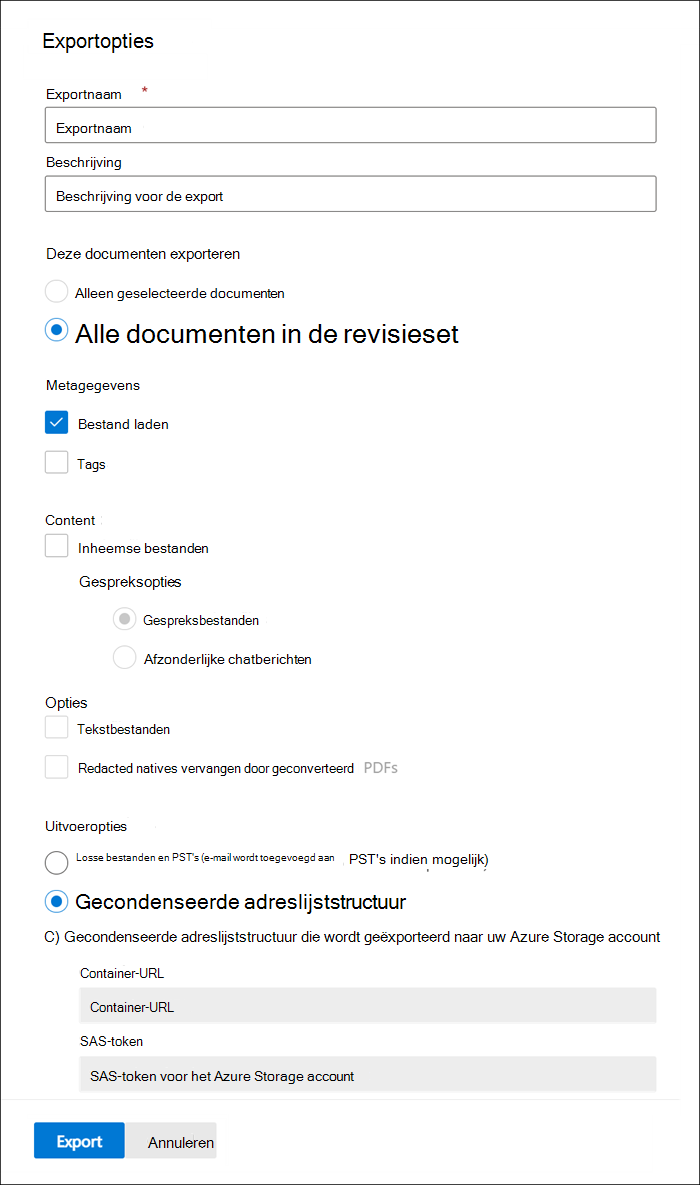 Exportopties
Exportnaam *
Exportnaam
Beschrijving
Beschrijving voor de export
Deze documenten exporteren
Alleen geselecteerde documenten
Alle documenten in de revisieset
Metagegevens
Bestand laden
Tags
Content
Inheemse bestanden
Gespreksopties
Gespreksbestanden
Afzonderlijke chatberichten
Opties
Tekstbestanden
Redacted natives vervangen door geconverteerd PDFs
Uitvoeropties
Losse bestanden en PST's (e-mail wordt toegevoegd aan PST's indien mogelijk)
Gecondenseerde adreslijststructuur
C) Gecondenseerde adreslijststructuur die wordt geëxporteerd naar uw Azure Storage account
Container-URL
Container-URL
SAS-token
SAS-token voor het Azure Storage account
Export Annuleren